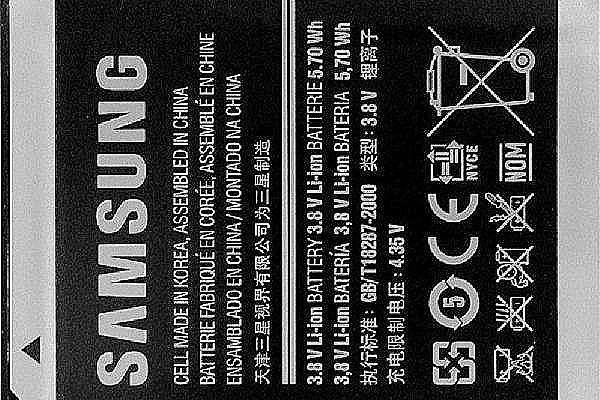 SAMSUNG
CELL MADE IN KOREA, ASSEMBLED IN CHINA
BATTERIE FABRIQUÉ EN CORÉE, ASSEMBLÉ EN CHINE
ENSAMBLADO EN CHINA / MONTADO NA CHINA
天津三星视界有限公司为三星制造
3.8 V Li-ion BATTERY 3.8 V Li-ion BATTERIE 5.70 Wh
3,8 V Li-ion BATERÍA 3,8 V Li-ion BATERIA 5,70 Wh
执行标准 : GB/T18287-2000 类型 : 3.8 V 锂离子
充电限制电压 : 4.35 V
5 CE NYCE
NOM